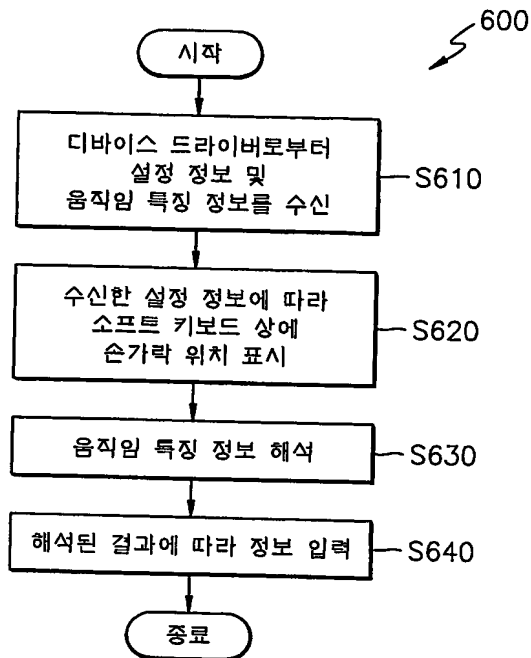 600
시작
디바이스 드라이버로부터
설정 정보 및
움직임 특징 정보를 수신
S610
수신한 설정 정보에 따라
소프트 키보드 상에
손가락 위치 표시
S620
움직임 특징 정보 해석
S630
해석된 결과에 따라 정보 입력
S640
종료